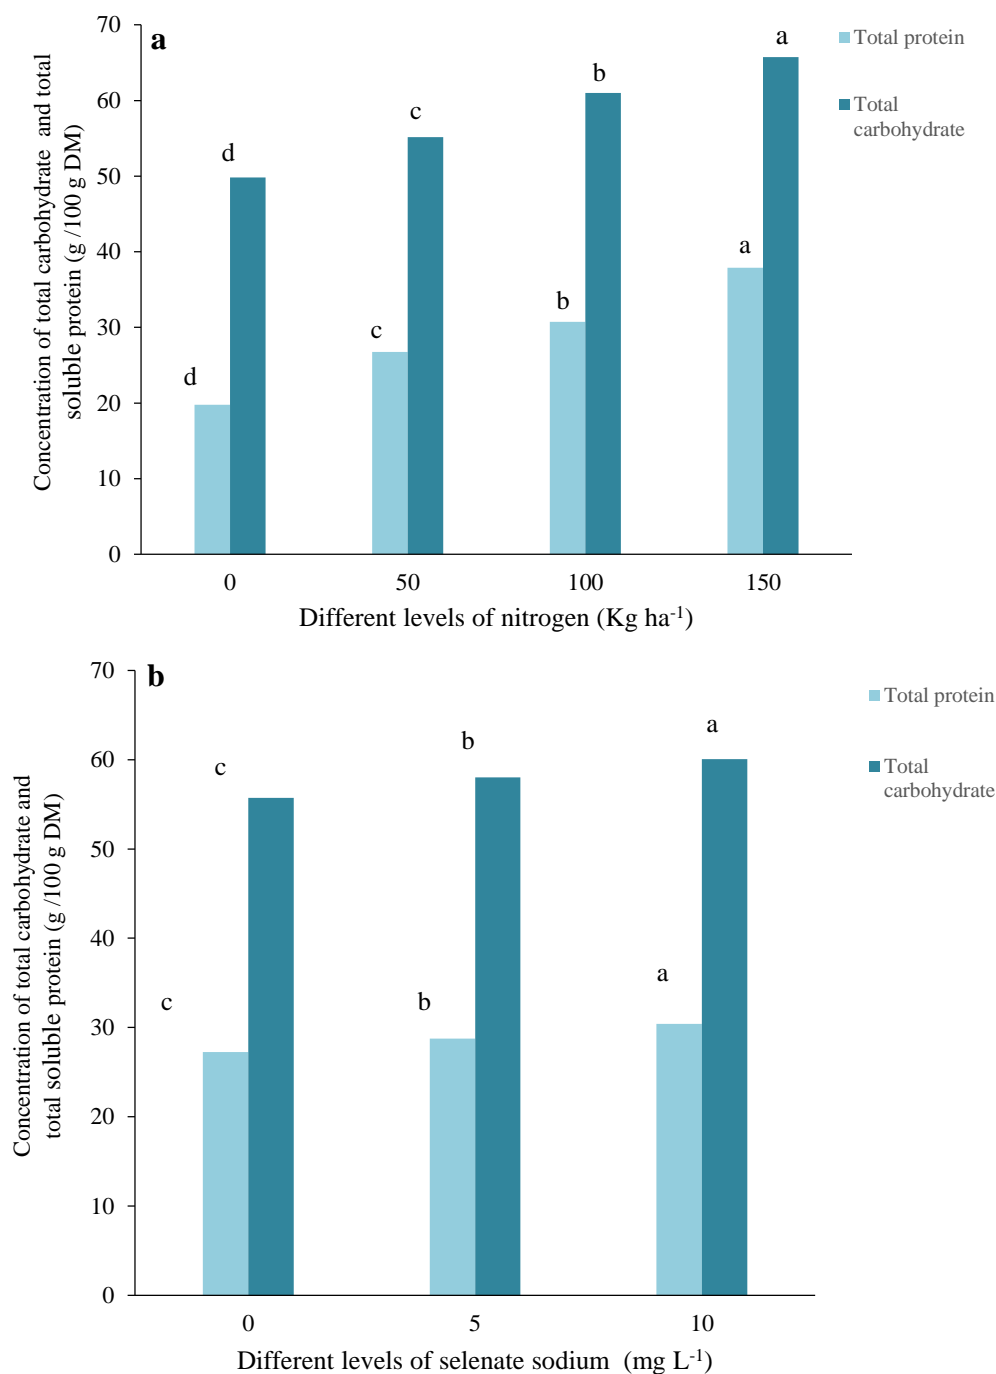 a
Total protein
Total
carbohydrate
Concentration of total carbohydrate and total
soluble protein (g /100 g DM)
70
60
50
40
30
20
10
0
d
d
c
c
b
b
a
a
0 50 100 150
Different levels of nitrogen (Kg ha⁻¹)
b
Total protein
Total
carbohydrate
Concentration of total carbohydrate and
total soluble protein (g /100 g DM)
70
60
50
40
30
20
10
0
c
c
b
b
a
a
0 5 10
Different levels of selenate sodium (mg L⁻¹)